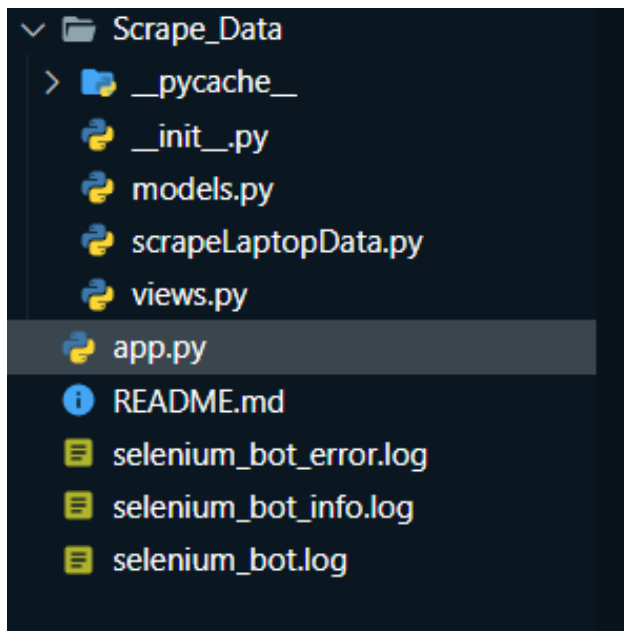 Scrape_Data
__pycache__
__init__.py
models.py
scrapeLaptopData.py
views.py
app.py
README.md
selenium_bot_error.log
selenium_bot_info.log
selenium_bot.log